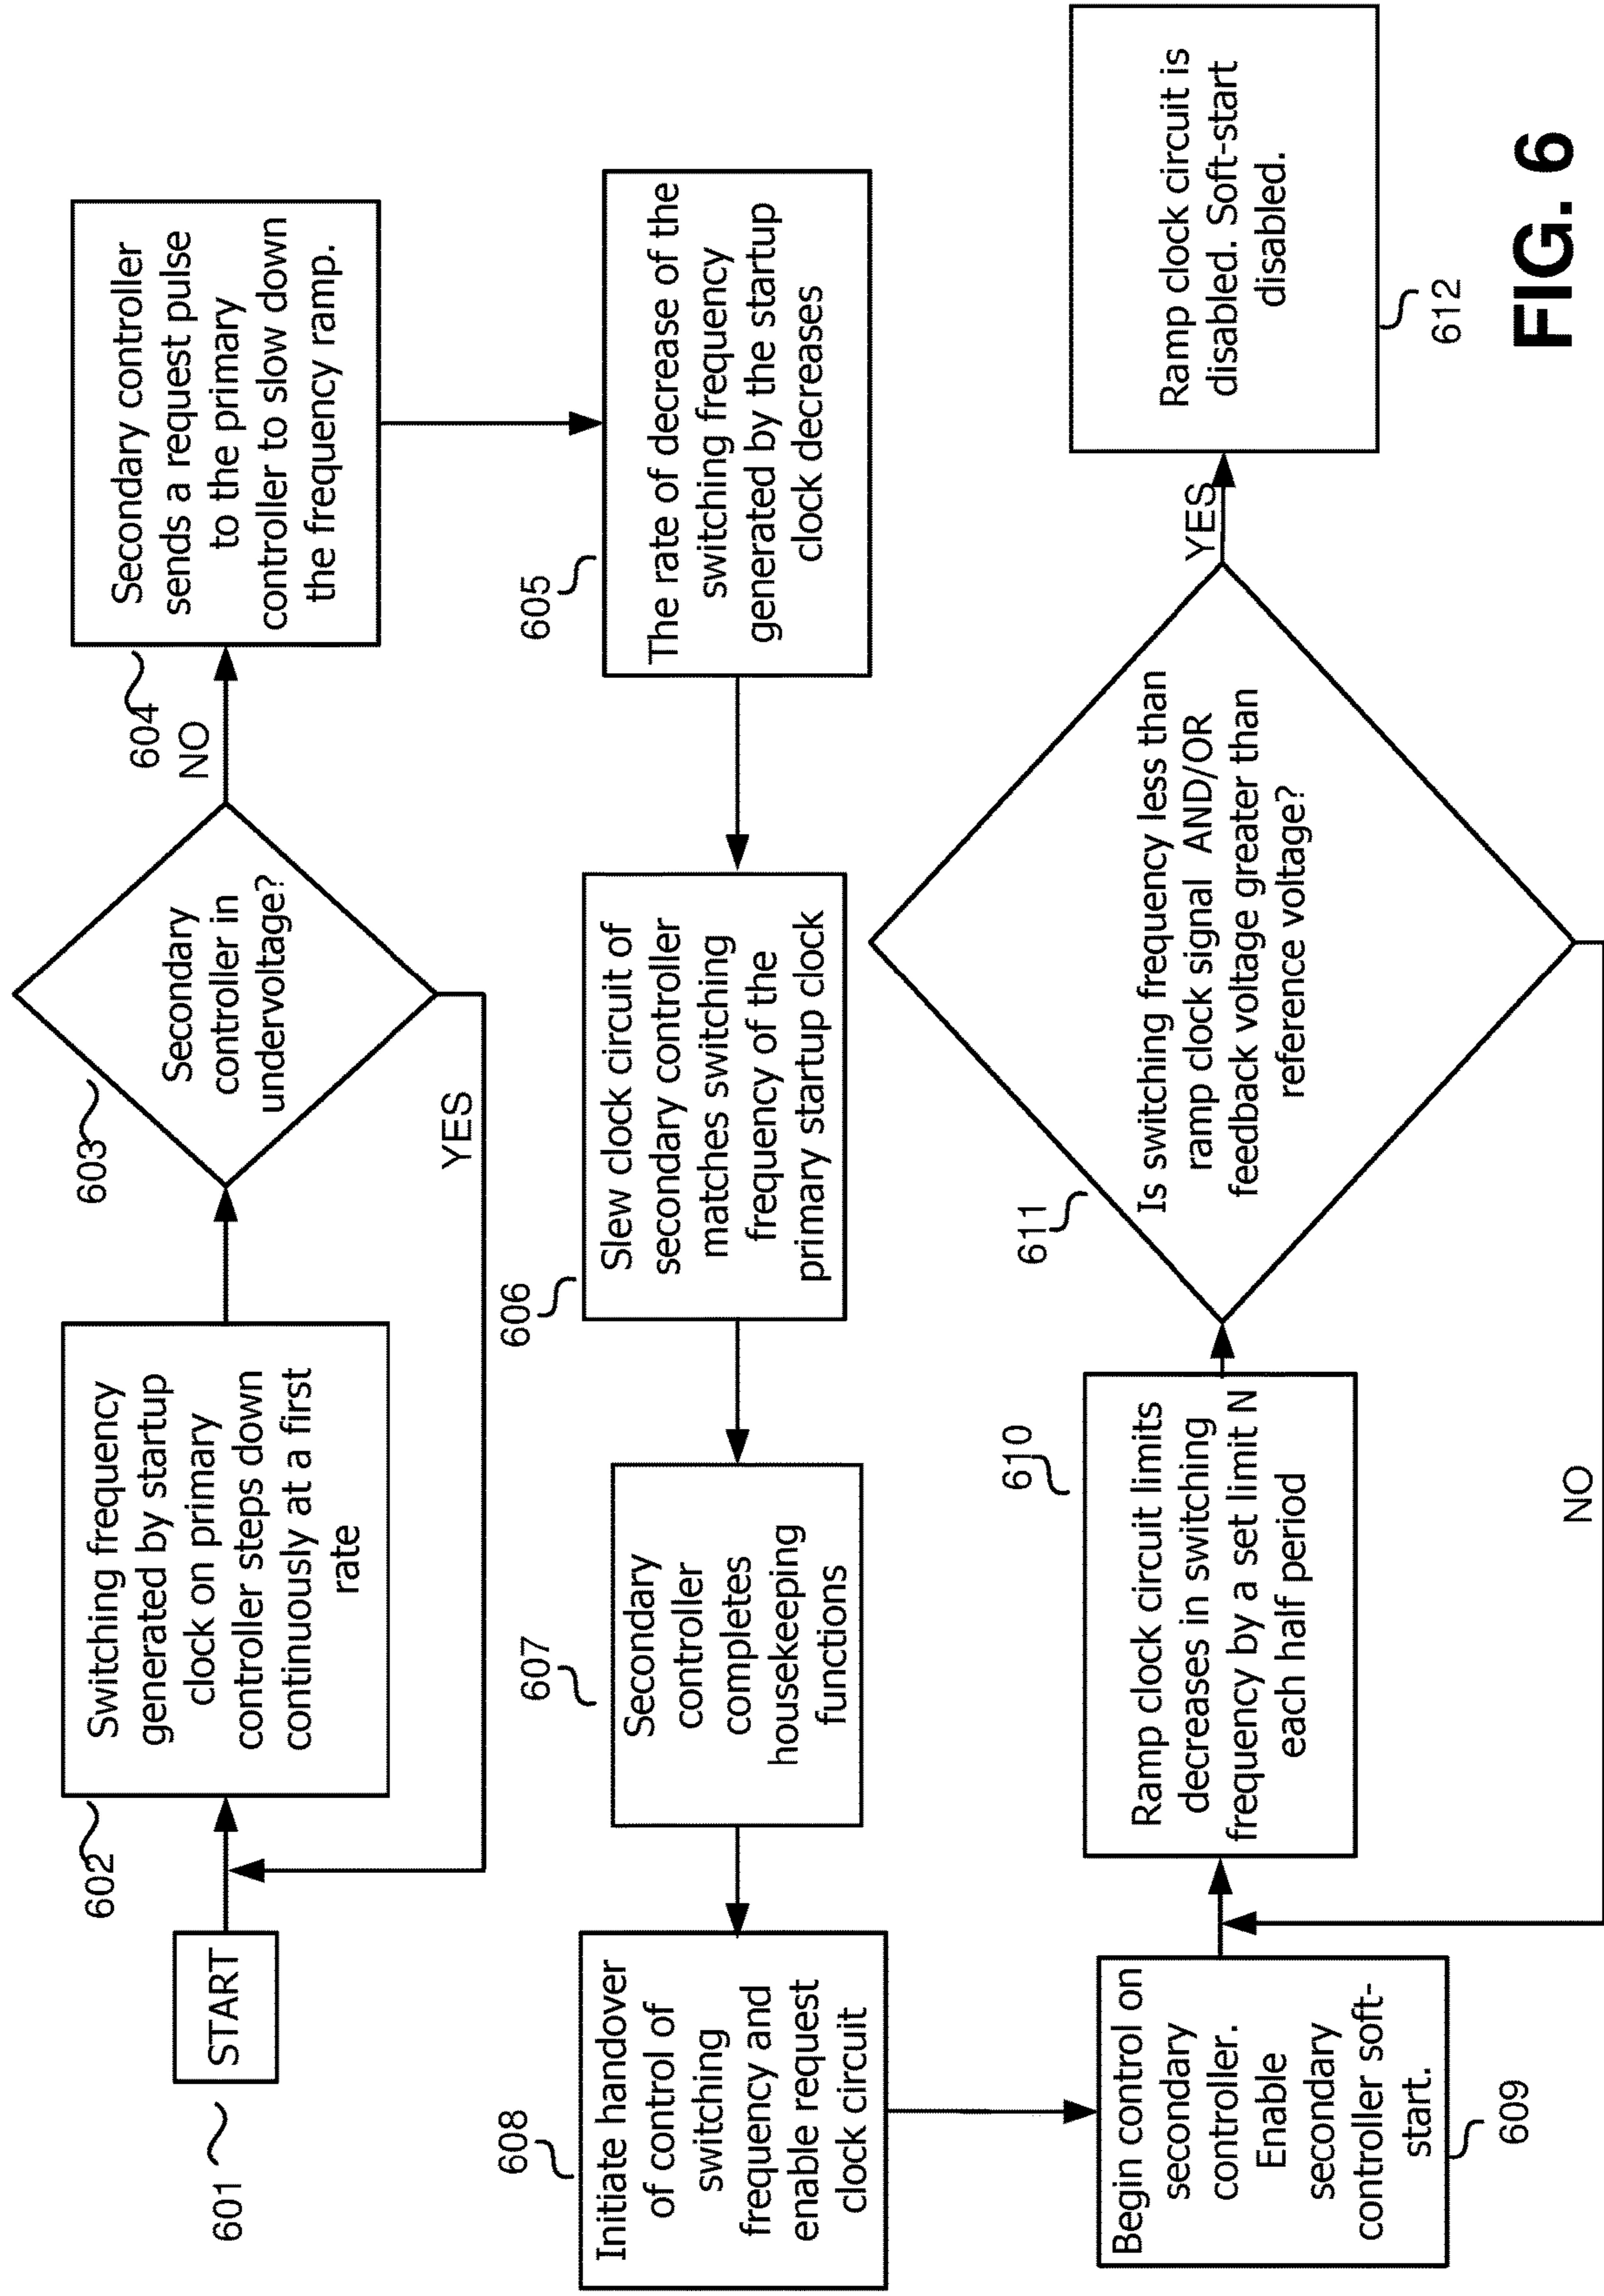 601
START
602
Switching frequency
generated by startup
clock on primary
controller steps down
continuously at a first
rate
603
Secondary
controller in
undervoltage?
YES
NO
604
Secondary controller
sends a request pulse
to the primary
controller to slow down
the frequency ramp.
605
The rate of decrease of the
switching frequency
generated by the startup
clock decreases
606
Slew clock circuit of
secondary controller
matches switching
frequency of the
primary startup clock
607
Secondary
controller
completes
housekeeping
functions
608
Initiate handover
of control of
switching
frequency and
enable request
clock circuit
Begin control on
secondary
controller.
Enable
secondary
controller soft-
start.
609
610
Ramp clock circuit limits
decreases in switching
frequency by a set limit N
each half period
611
Is switching frequency less than
ramp clock signal AND/OR
feedback voltage greater than
reference voltage?
NO
YES
Ramp clock circuit is
disabled. Soft-start
disabled.
612
FIG. 6